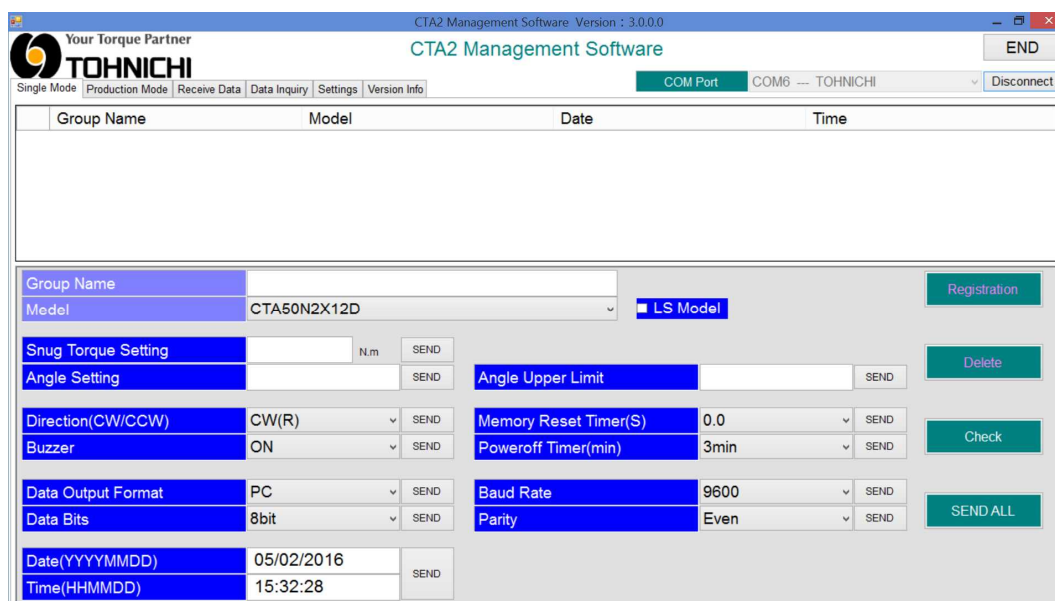 CTA2 Management Software Version : 3.0.0.0
Your Torque Partner
TOHNICHI
CTA2 Management Software
END
COM Port COM6 --- TOHNICHI Disconnect
Single Mode Production Mode Receive Data Data Inquiry Settings Version Info
Group Name Model Date Time
Group Name
Registration
Medel CTA50N2X12D LS Model
Snug Torque Setting N.m SEND
Delete
Angle Setting SEND Angle Upper Limit SEND
Direction(CW/CCW) CW(R) SEND Memory Reset Timer(S) 0.0 SEND
Check
Buzzer ON SEND Poweroff Timer(min) 3min SEND
Data Output Format PC SEND Baud Rate 9600 SEND
SEND ALL
Data Bits 8bit SEND Parity Even SEND
Date(YYYYMMDD) 05/02/2016
SEND
Time(HHMMDD) 15:32:28